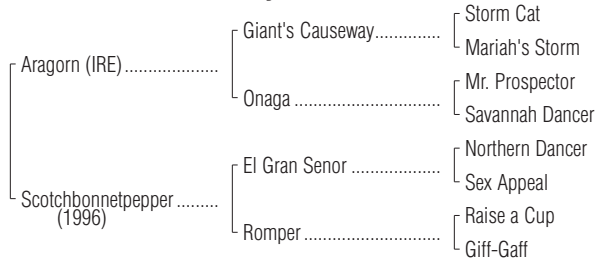 Storm Cat
Giant's Causeway..............
Mariah's Storm
Aragorn (IRE)....................
Mr. Prospector
Onaga ................................
Savannah Dancer
Northern Dancer
El Gran Senor ...................
Sex Appeal
Scotchbonnetpepper .........
(1996)
Raise a Cup
Romper .............................
Giff-Gaff